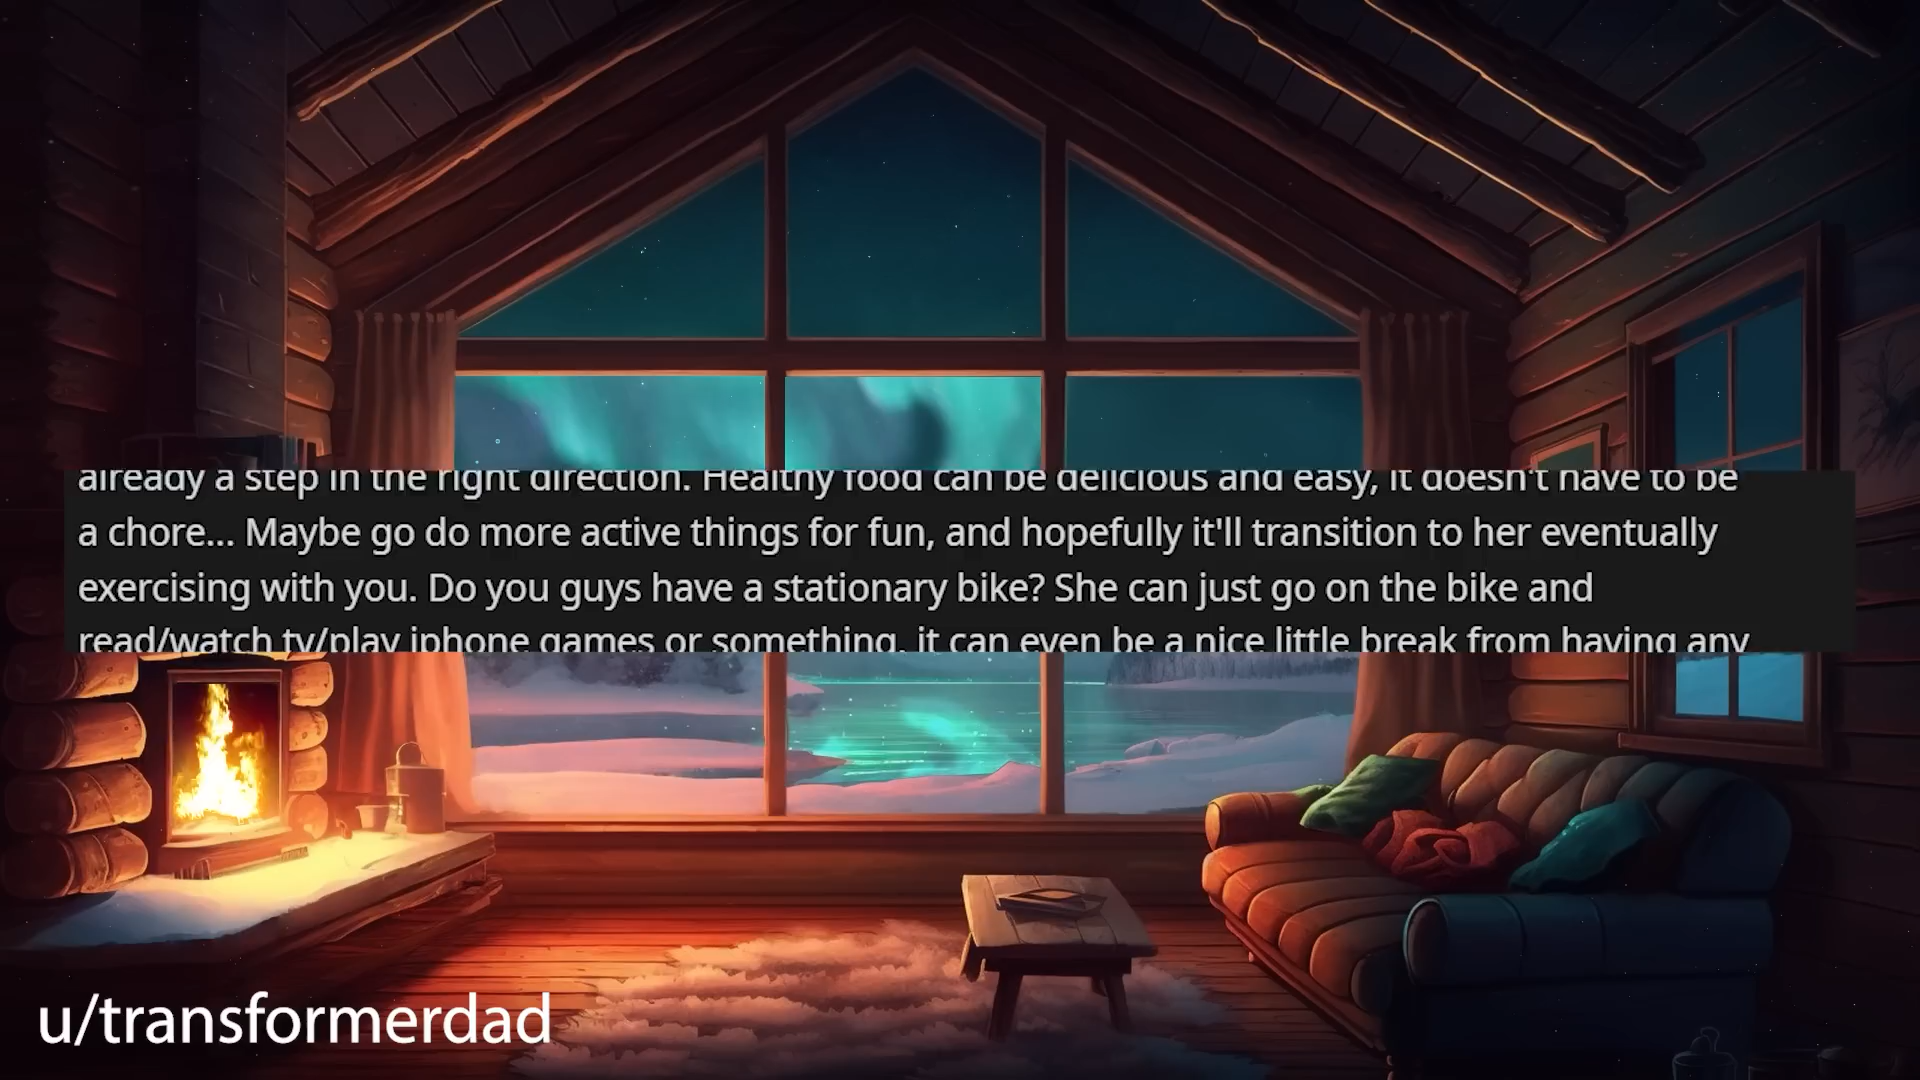 already a step in the right direction. Healthy food can be delicious and easy, it doesn't have to be
a chore... Maybe go do more active things for fun, and hopefully it'll transition to her eventually
exercising with you. Do you guys have a stationary bike? She can just go on the bike and
read/watch tv/play iphone games or something, it can even be a nice little break from having any
u/transformerdad